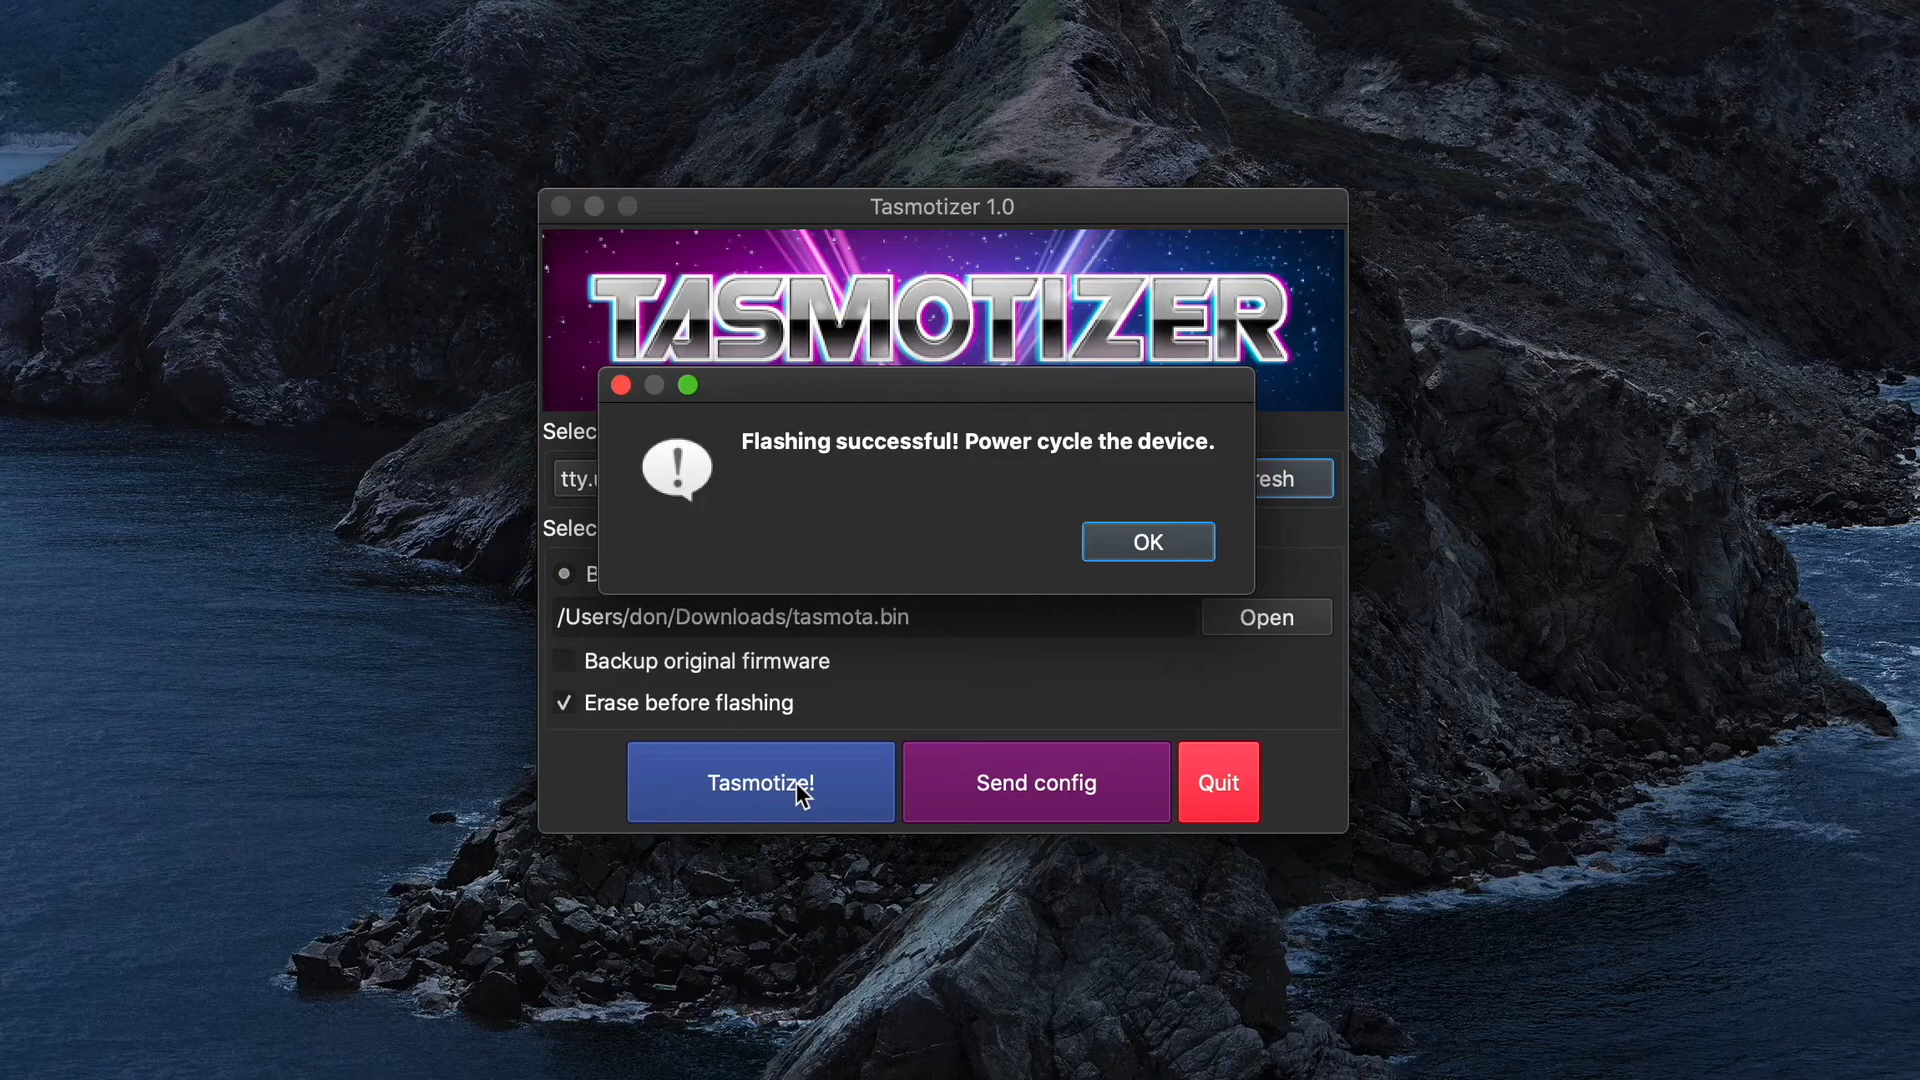 Tasmotizer 1.0
TASMOTIZER
Flashing successful! Power cycle the device.
OK
/Users/don/Downloads/tasmota.bin
Open
Backup original firmware
✓ Erase before flashing
Tasmotize!
Send config
Quit